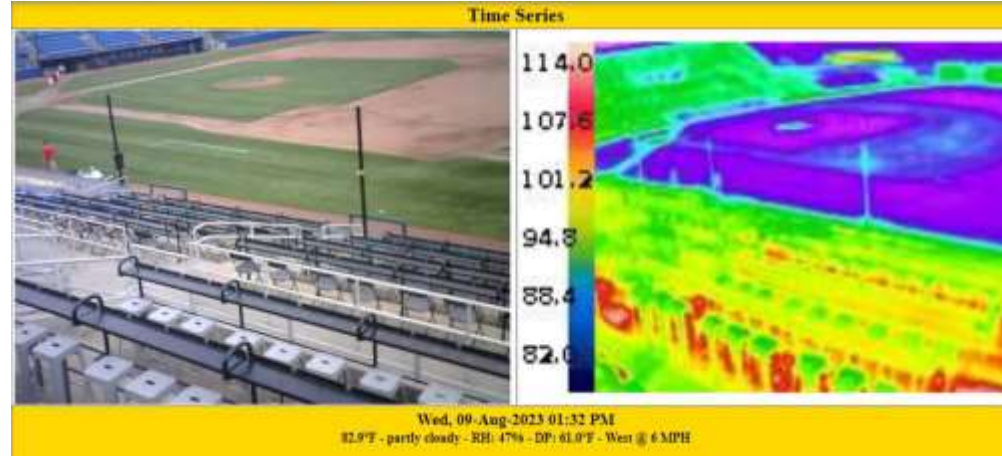 Time Series
114.0
107.6
101.2
94.8
88.4
82.0
Wed, 09-Aug-2023 01:32 PM
82.9°F - partly cloudy - RH: 47% - DP: 61.0°F - West @ 6 MPH